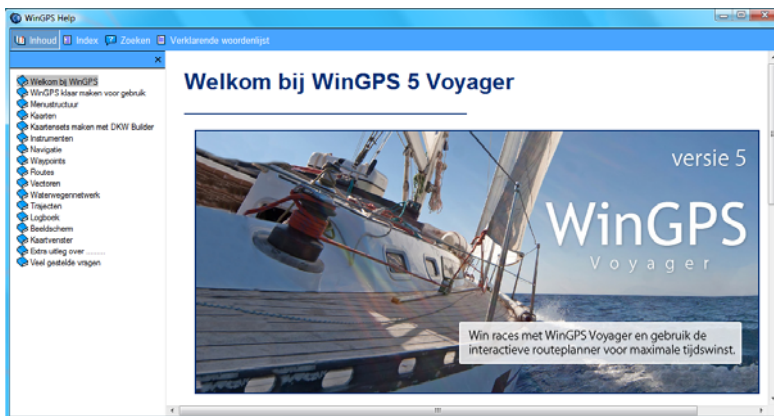 WinGPS Help
Inhoud Index Zoeken Verklarende woordenlijst
Welkom bij WinGPS
WinGPS klaar maken voor gebruik
Menustructuur
Kaarten
Kaartensets maken met DKW Builder
Instrumenten
Navigatie
Waypoints
Routes
Vectoren
Waterwegennetwerk
Trajecten
Logboek
Beeldscherm
Kaartvenster
Extra uitleg over .........
Veel gestelde vragen
Welkom bij WinGPS 5 Voyager
versie 5
WinGPS
Voyager
Win races met WinGPS Voyager en gebruik de
interactieve routeplanner voor maximale tijdswinst.